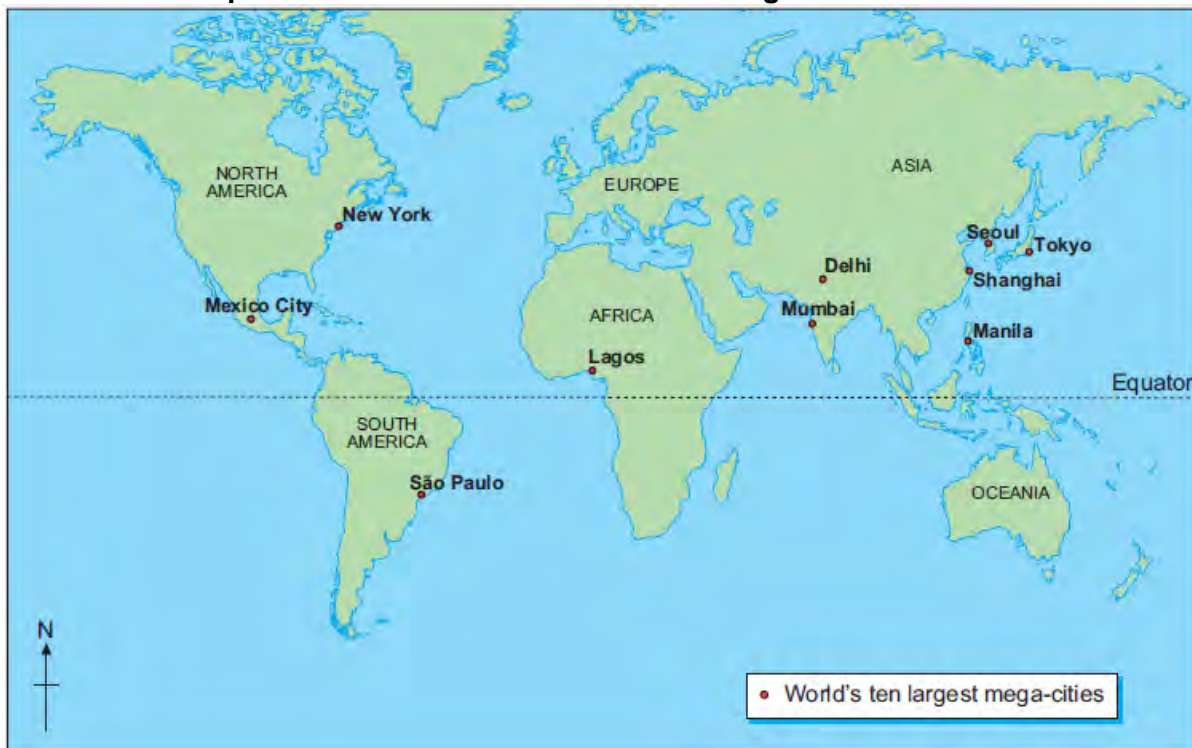 NORTH
AMERICA
EUROPE
ASIA
New York
Seoul
Tokyo
Delhi
Shanghai
Mexico City
Mumbai
AFRICA
Manila
Lagos
Equator
SOUTH
AMERICA
São Paulo
OCEANIA
N
World's ten largest mega-cities